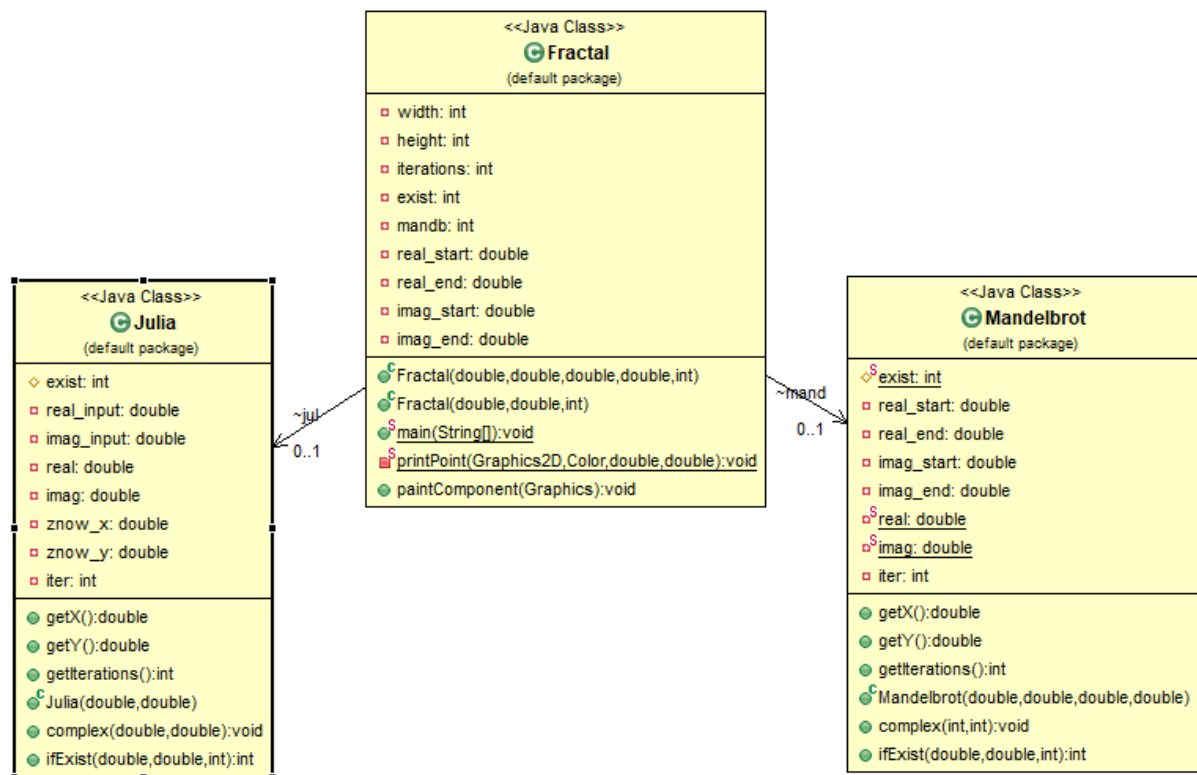 <<Java Class>>
Fractal
(default package)
width: int
height: int
iterations: int
exist: int
mandb: int
real_start: double
real_end: double
imag_start: double
imag_end: double
Fractal(double,double,double,double,int)
Fractal(double,double,int)
main(String[]):void
printPoint(Graphics2D,Color,double,double):void
paintComponent(Graphics):void
~jul
0..1
~mand
0..1
<<Java Class>>
Julia
(default package)
exist: int
real_input: double
imag_input: double
real: double
imag: double
znow_x: double
znow_y: double
iter: int
getX():double
getY():double
getIterations():int
Julia(double,double)
complex(double,double):void
ifExist(double,double,int):int
<<Java Class>>
Mandelbrot
(default package)
exist: int
real_start: double
real_end: double
imag_start: double
imag_end: double
real: double
imag: double
iter: int
getX():double
getY():double
getIterations():int
Mandelbrot(double,double,double,double)
complex(int,int):void
ifExist(double,double,int):int